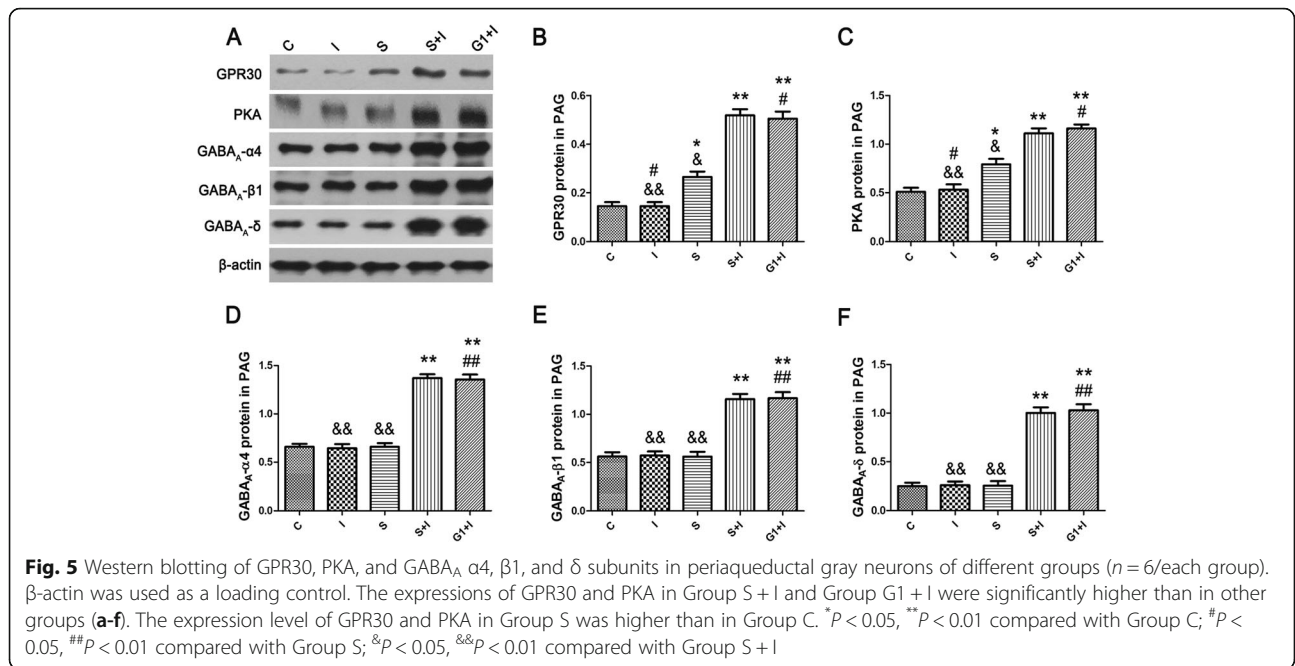 A
C I S S+I G1+I
GPR30
PKA
GABAA-α4
GABAA-β1
GABAA-δ
β-actin
B
GPR30 protein in PAG
0.6
0.4
0.2
0.0
#
&&
*
&
**
**
#
C I S S+I G1+I
C
PKA protein in PAG
1.5
1.0
0.5
0.0
#
&&
*
&
**
**
#
C I S S+I G1+I
D
GABAA-α4 protein in PAG
1.5
1.0
0.5
0.0
&&
&&
**
**
##
C I S S+I G1+I
E
GABAA-β1 protein in PAG
1.5
1.0
0.5
0.0
&&
&&
**
**
##
C I S S+I G1+I
F
GABAA-δ protein in PAG
1.5
1.0
0.5
0.0
&&
&&
**
**
##
C I S S+I G1+I
Fig. 5 Western blotting of GPR30, PKA, and GABAA α4, β1, and δ subunits in periaqueductal gray neurons of different groups (n = 6/each group).
β-actin was used as a loading control. The expressions of GPR30 and PKA in Group S + I and Group G1 + I were significantly higher than in other
groups (a-f). The expression level of GPR30 and PKA in Group S was higher than in Group C. *P < 0.05, **P < 0.01 compared with Group C; #P <
0.05, ##P < 0.01 compared with Group S; &P < 0.05, &&P < 0.01 compared with Group S + I